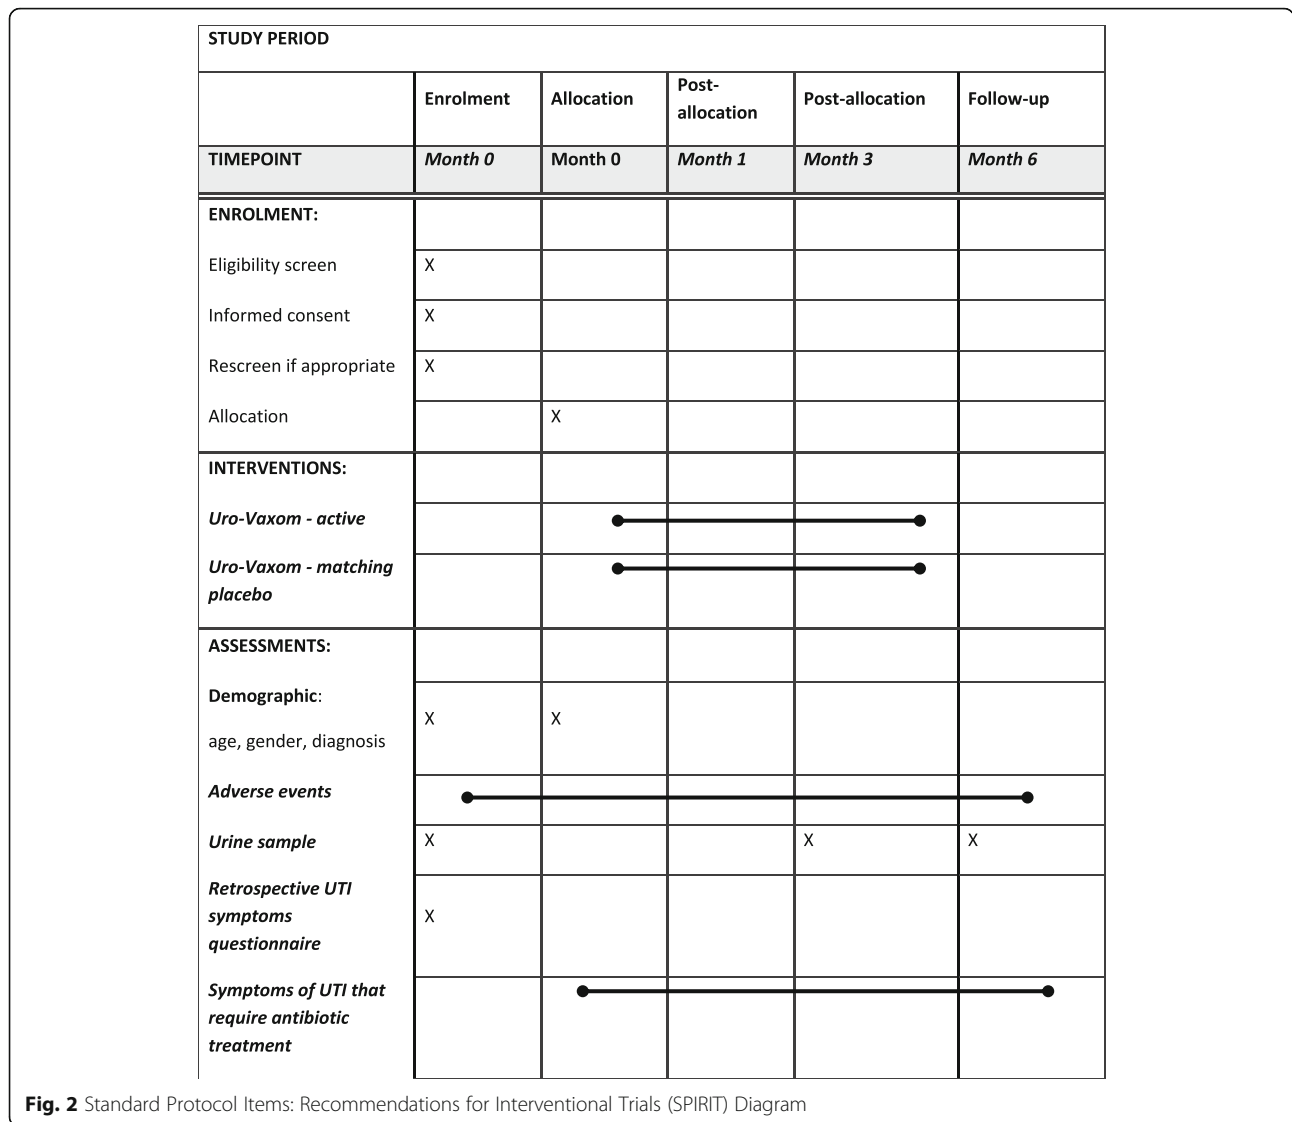 STUDY PERIOD
Enrolment Allocation Post-allocation Post-allocation Follow-up
TIMEPOINT Month 0 Month 0 Month 1 Month 3 Month 6
ENROLMENT:
Eligibility screen X
Informed consent X
Rescreen if appropriate X
Allocation X
INTERVENTIONS:
Uro-Vaxom - active
Uro-Vaxom - matching
placebo
ASSESSMENTS:
Demographic:
X X
age, gender, diagnosis
Adverse events
Urine sample X X X
Retrospective UTI
symptoms X
questionnaire
Symptoms of UTI that
require antibiotic
treatment
Fig. 2 Standard Protocol Items: Recommendations for Interventional Trials (SPIRIT) Diagram